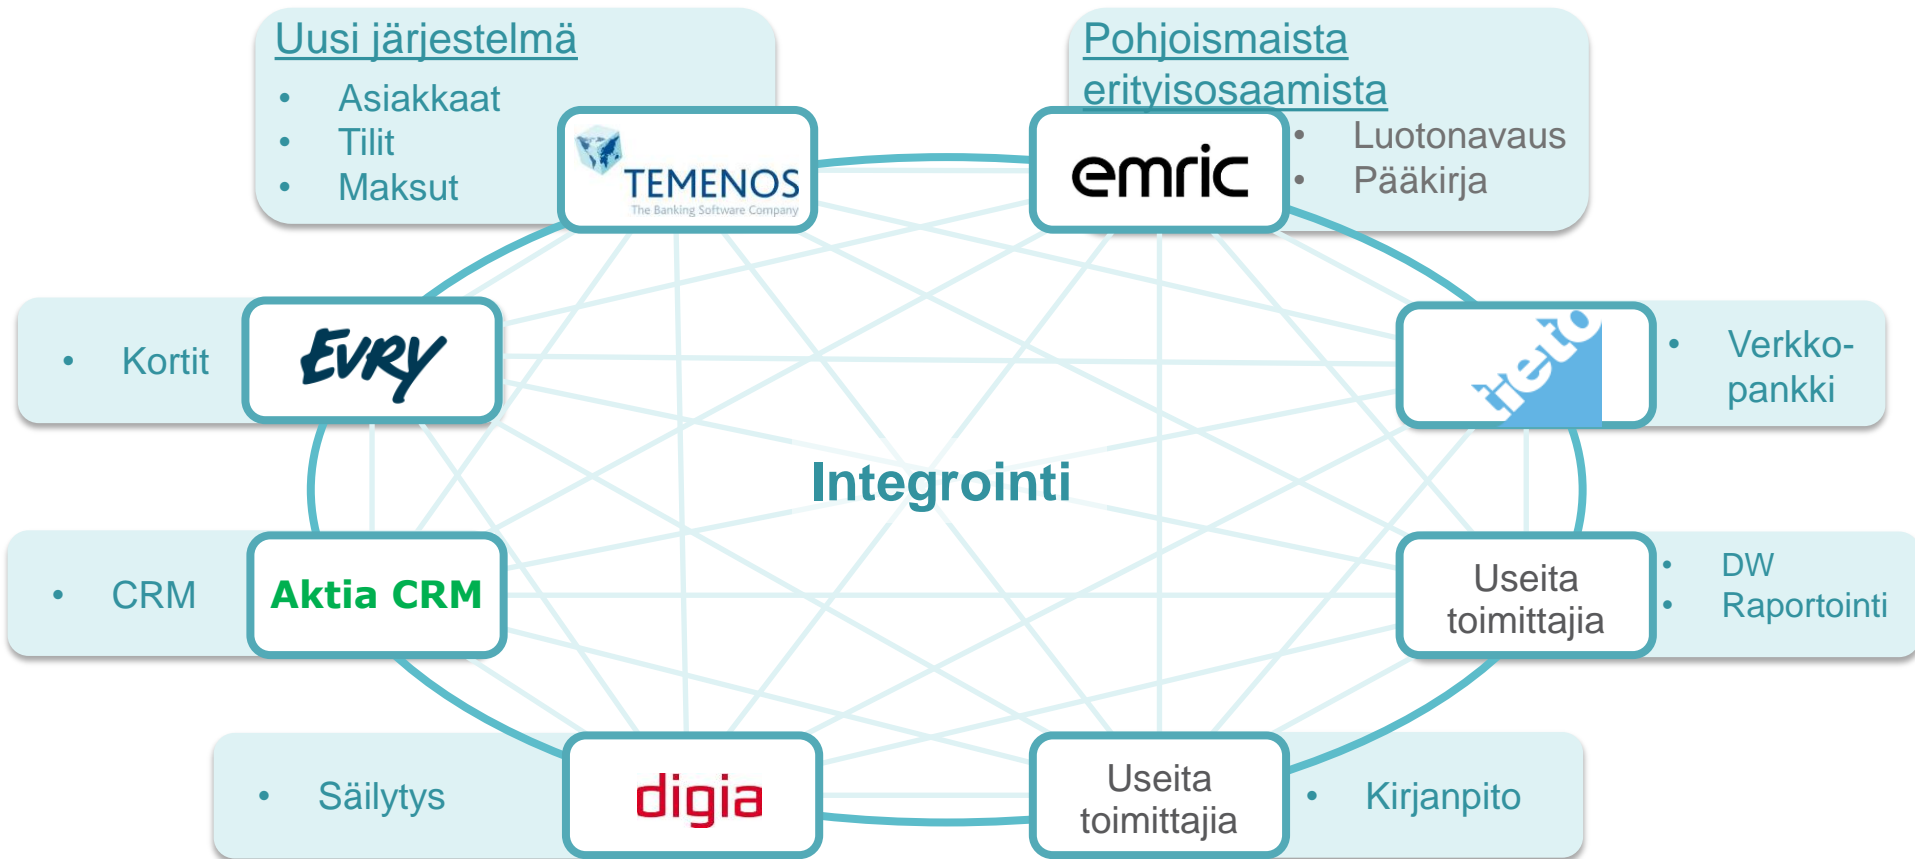 Uusi järjestelmä
• Asiakkaat
• Tilit
• Maksut
TEMENOS
The Banking Software Company
Pohjoismaista
erityisosaamista
emric
• Luotonavaus
• Pääkirja
• Kortit
EVRY
tieto
• Verkko-
pankki
Integrointi
• CRM
Aktia CRM
Useita
toimittajia
• DW
• Raportointi
• Säilytys
digia
Useita
toimittajia
• Kirjanpito